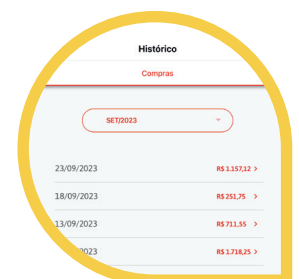 Histórico
Compras
SET/2023
23/09/2023 R$ 1.157,12 >
18/09/2023 R$ 251,75 >
13/09/2023 R$ 711,55 >
2023 R$ 1.718,25 >